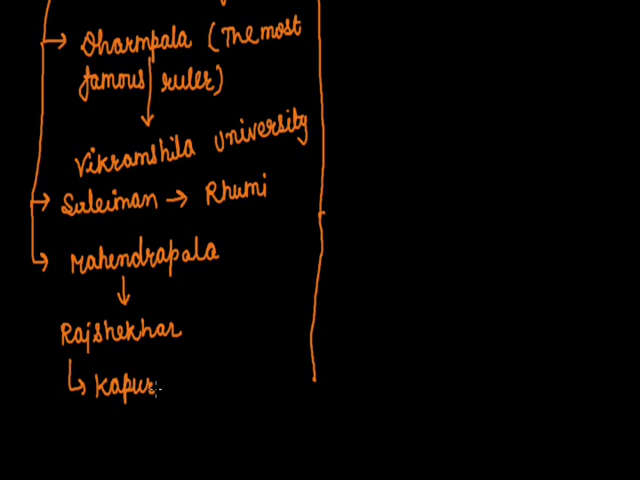 → Dharmpala (The most
famous ruler)
↓
Vikramshila University
→ Suleiman → Rhumi
→ Mahendrapala
↓
Rajshekhar
↳ Kapur